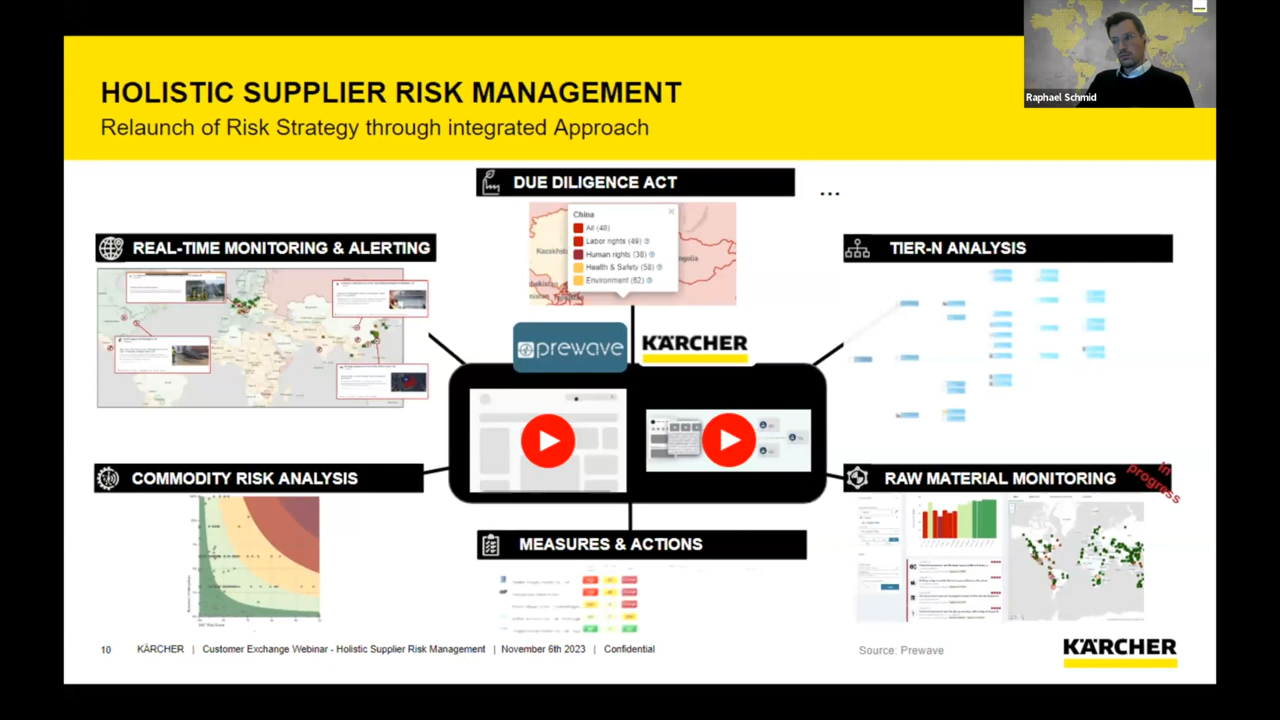 Raphael Schmid
HOLISTIC SUPPLIER RISK MANAGEMENT
Relaunch of Risk Strategy through integrated Approach
DUE DILIGENCE ACT
...
China
All (48)
Labor rights (49)
Human rights (38)
Health & Safety (58)
Environment (62)
REAL-TIME MONITORING & ALERTING
TIER-N ANALYSIS
prewave
KÄRCHER
COMMODITY RISK ANALYSIS
RAW MATERIAL MONITORING
in
progress
MEASURES & ACTIONS
10 KÄRCHER | Customer Exchange Webinar - Holistic Supplier Risk Management | November 6th 2023 | Confidential
Source: Prewave
KÄRCHER